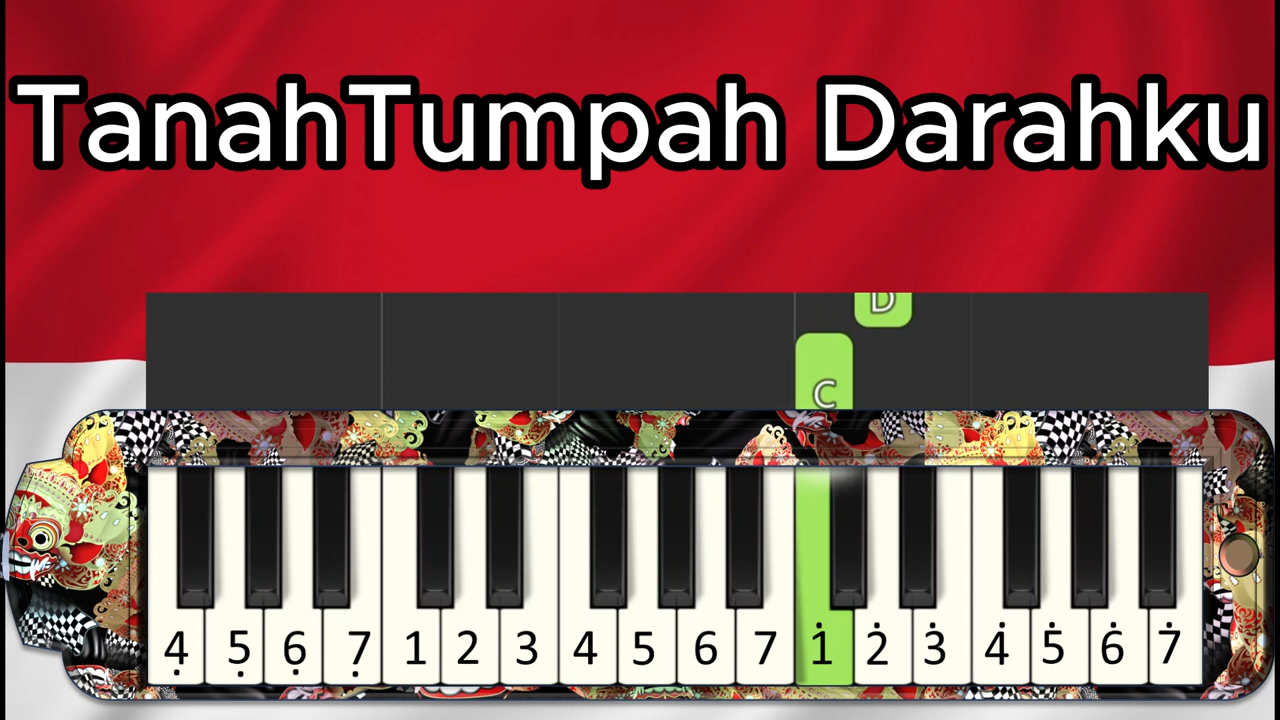 TanahTumpah Darahku
D
C
4̣ 5̣ 6̣ 7̣ 1 2 3 4 5 6 7 1̇ 2̇ 3̇ 4̇ 5̇ 6̇ 7̇